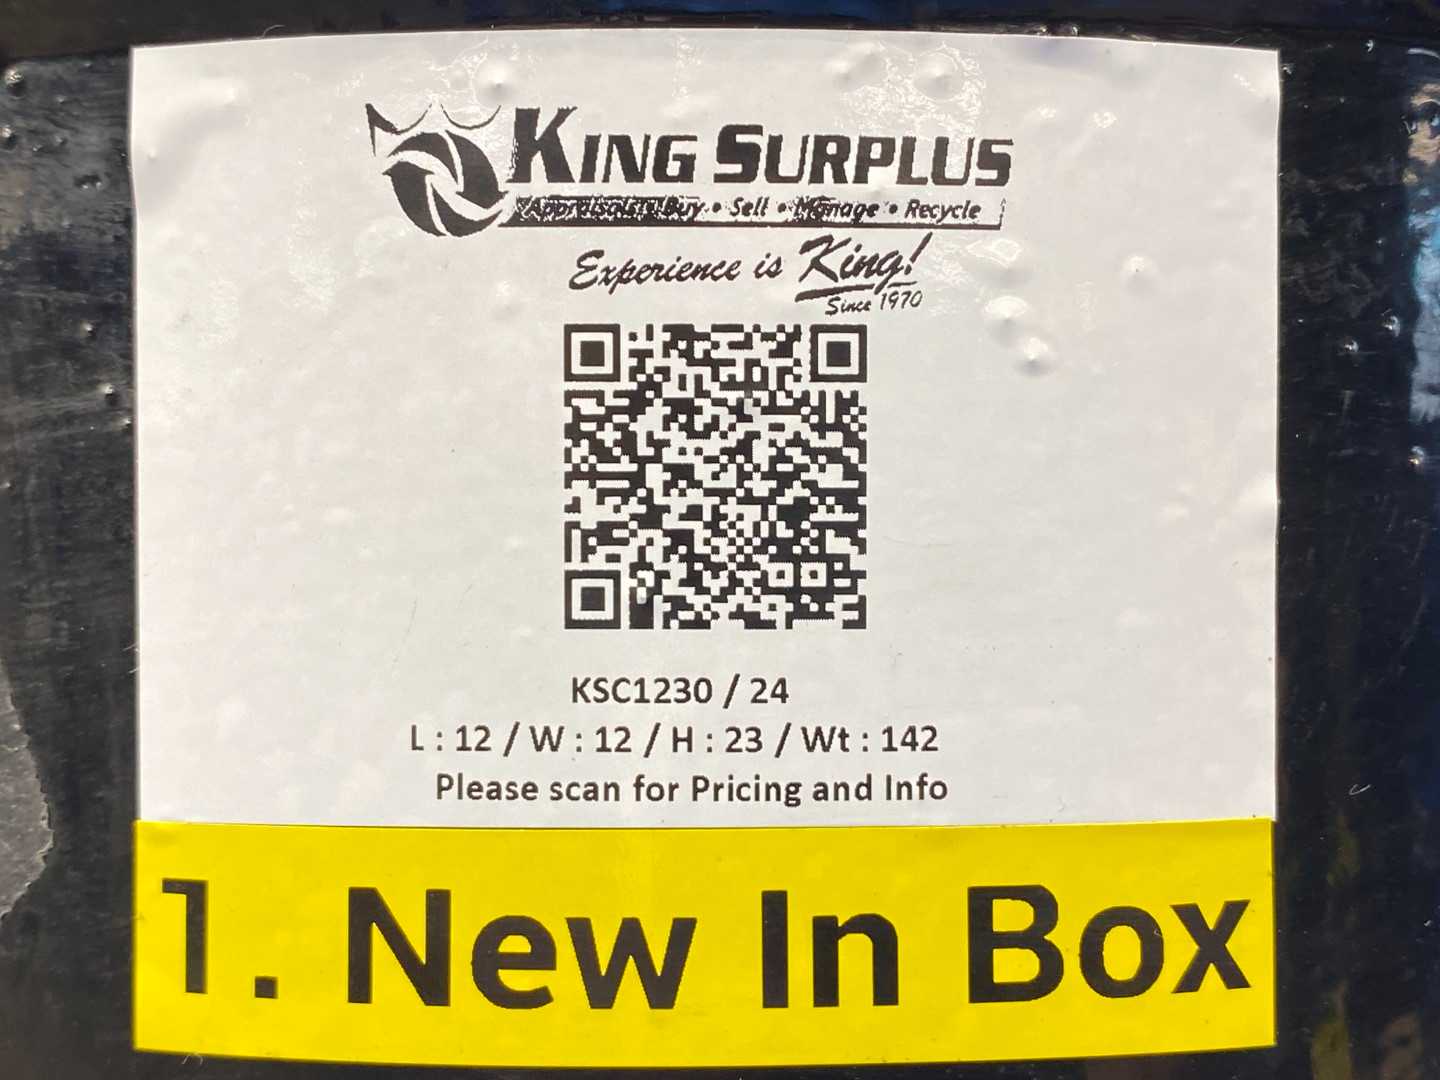 KING SURPLUS
Appraisals • Buy • Sell • Manage • Recycle
Experience is King!
Since 1970
KSC1230 / 24
L : 12 / W : 12 / H : 23 / Wt : 142
Please scan for Pricing and Info
1. New In Box